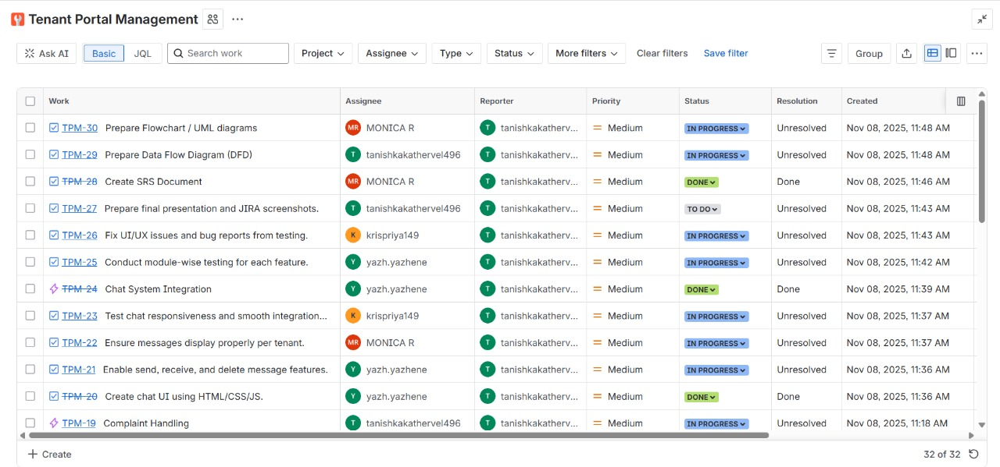 Tenant Portal Management
Ask AI Basic JQL Search work Project Assignee Type Status More filters Clear filters Save filter Group
Work Assignee Reporter Priority Status Resolution Created
TPM-30 Prepare Flowchart / UML diagrams MR MONICA R T tanishkakatherv... Medium IN PROGRESS Unresolved Nov 08, 2025, 11:48 AM
TPM-29 Prepare Data Flow Diagram (DFD) T tanishkakathervel496 T tanishkakatherv... Medium IN PROGRESS Unresolved Nov 08, 2025, 11:48 AM
TPM-28 Create SRS Document MR MONICA R T tanishkakatherv... Medium DONE Done Nov 08, 2025, 11:46 AM
TPM-27 Prepare final presentation and JIRA screenshots. T tanishkakathervel496 T tanishkakatherv... Medium TO DO Unresolved Nov 08, 2025, 11:43 AM
TPM-26 Fix UI/UX issues and bug reports from testing. K krispriya149 T tanishkakatherv... Medium IN PROGRESS Unresolved Nov 08, 2025, 11:43 AM
TPM-25 Conduct module-wise testing for each feature. Y yazh.yazhene T tanishkakatherv... Medium IN PROGRESS Unresolved Nov 08, 2025, 11:42 AM
TPM-24 Chat System Integration Y yazh.yazhene T tanishkakatherv... Medium DONE Done Nov 08, 2025, 11:39 AM
TPM-23 Test chat responsiveness and smooth integration... K krispriya149 T tanishkakatherv... Medium IN PROGRESS Unresolved Nov 08, 2025, 11:37 AM
TPM-22 Ensure messages display properly per tenant. MR MONICA R T tanishkakatherv... Medium IN PROGRESS Unresolved Nov 08, 2025, 11:37 AM
TPM-21 Enable send, receive, and delete message features. Y yazh.yazhene T tanishkakatherv... Medium IN PROGRESS Unresolved Nov 08, 2025, 11:36 AM
TPM-20 Create chat UI using HTML/CSS/JS. Y yazh.yazhene T tanishkakatherv... Medium DONE Done Nov 08, 2025, 11:36 AM
TPM-19 Complaint Handling T tanishkakathervel496 T tanishkakatherv... Medium IN PROGRESS Unresolved Nov 08, 2025, 11:18 AM
Create 32 of 32